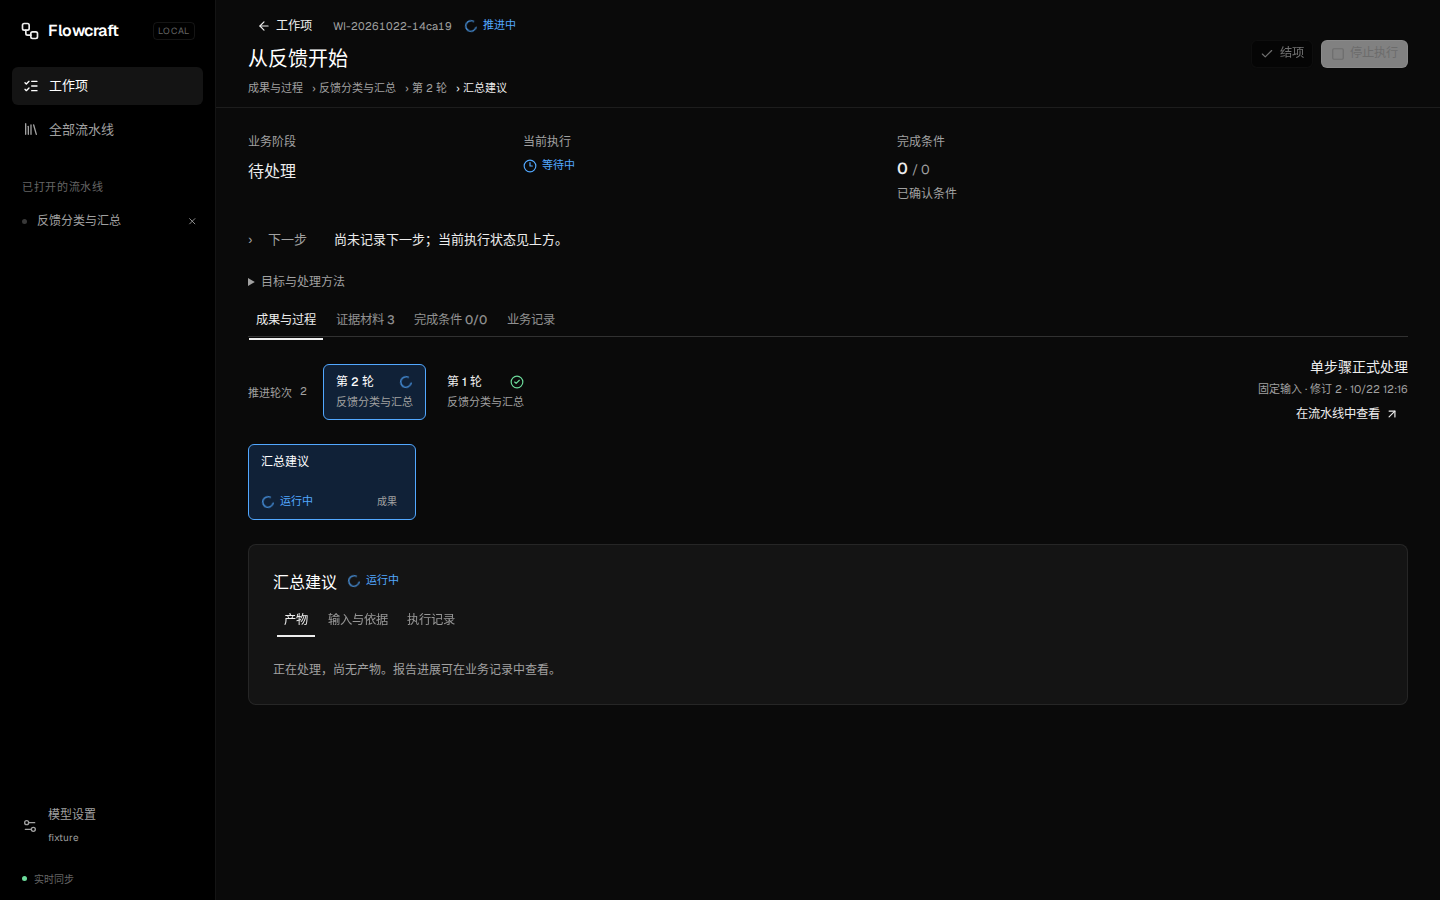 Flowcraft
LOCAL
工作项
全部流水线
已打开的流水线
反馈分类与汇总
模型设置
fixture
实时同步
工作项
WI-20261022-14ca19
推进中
从反馈开始
成果与过程 › 反馈分类与汇总 › 第 2 轮 › 汇总建议
结项
停止执行
业务阶段
待处理
当前执行
等待中
完成条件
0 / 0
已确认条件
› 下一步 尚未记录下一步；当前执行状态见上方。
目标与处理方法
成果与过程
证据材料 3
完成条件 0/0
业务记录
推进轮次 2
第 2 轮
反馈分类与汇总
第 1 轮
反馈分类与汇总
单步骤正式处理
固定输入 · 修订 2 · 10/22 12:16
在流水线中查看
汇总建议
运行中
成果
汇总建议
运行中
产物
输入与依据
执行记录
正在处理，尚无产物。报告进展可在业务记录中查看。